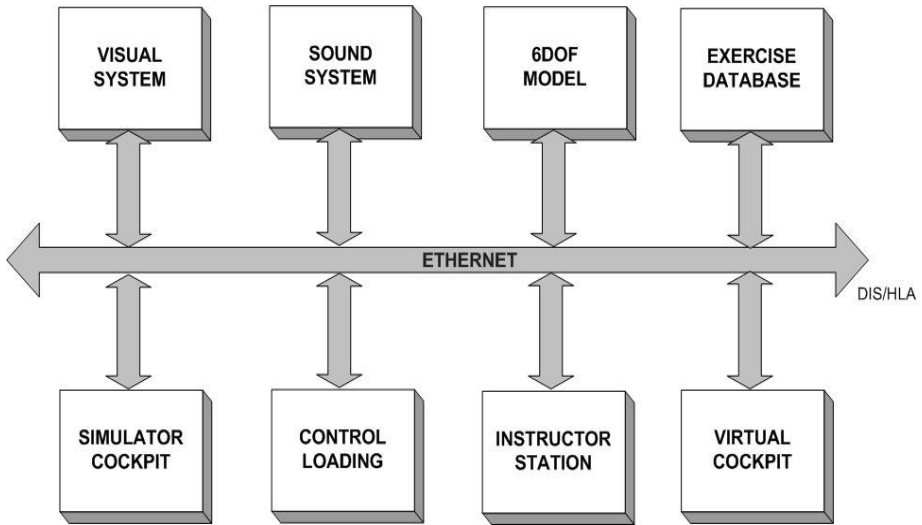 VISUAL
SYSTEM
SOUND
SYSTEM
6DOF
MODEL
EXERCISE
DATABASE
ETHERNET
DIS/HLA
SIMULATOR
COCKPIT
CONTROL
LOADING
INSTRUCTOR
STATION
VIRTUAL
COCKPIT